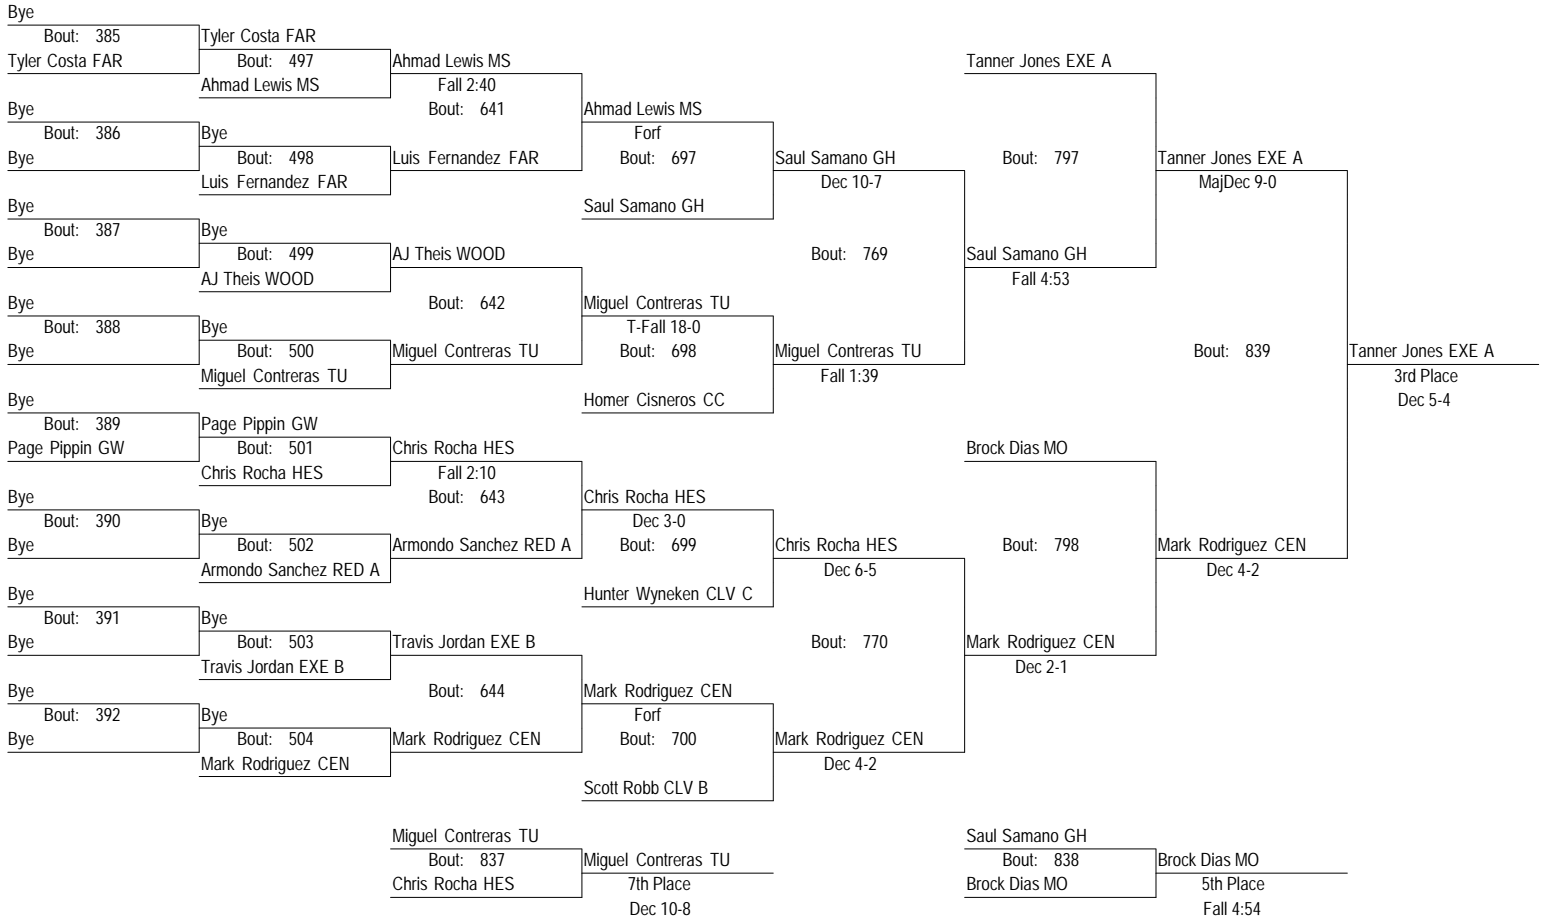 Bye
Bout: 385
Tyler Costa FAR
Tyler Costa FAR
Bout: 497
Ahmad Lewis MS
Ahmad Lewis MS
Fall 2:40
Bout: 641
Bye
Bout: 386
Bye
Bye
Bout: 498
Luis Fernandez FAR
Luis Fernandez FAR
Ahmad Lewis MS
Forf
Bout: 697
Saul Samano GH
Saul Samano GH
Dec 10-7
Bye
Bout: 387
Bye
Bye
Bout: 499
AJ Theis WOOD
AJ Theis WOOD
Bout: 642
Bye
Bout: 388
Bye
Bye
Bout: 500
Miguel Contreras TU
Miguel Contreras TU
Miguel Contreras TU
T-Fall 18-0
Bout: 698
Homer Cisneros CC
Miguel Contreras TU
Fall 1:39
Bout: 769
Tanner Jones EXE A
Bout: 797
Saul Samano GH
Fall 4:53
Tanner Jones EXE A
MajDec 9-0
Bye
Bout: 389
Page Pippin GW
Page Pippin GW
Bout: 501
Chris Rocha HES
Chris Rocha HES
Fall 2:10
Bout: 643
Bye
Bout: 390
Bye
Bye
Bout: 502
Armondo Sanchez RED A
Armondo Sanchez RED A
Chris Rocha HES
Dec 3-0
Bout: 699
Hunter Wyneken CLV C
Chris Rocha HES
Dec 6-5
Bye
Bout: 391
Bye
Bye
Bout: 503
Travis Jordan EXE B
Travis Jordan EXE B
Bout: 644
Bye
Bout: 392
Bye
Bye
Bout: 504
Mark Rodriguez CEN
Mark Rodriguez CEN
Mark Rodriguez CEN
Forf
Bout: 700
Scott Robb CLV B
Mark Rodriguez CEN
Dec 4-2
Bout: 770
Brock Dias MO
Bout: 798
Mark Rodriguez CEN
Dec 2-1
Mark Rodriguez CEN
Dec 4-2
Bout: 839
Tanner Jones EXE A
3rd Place
Dec 5-4
Miguel Contreras TU
Bout: 837
Chris Rocha HES
Miguel Contreras TU
7th Place
Dec 10-8
Saul Samano GH
Bout: 838
Brock Dias MO
Brock Dias MO
5th Place
Fall 4:54